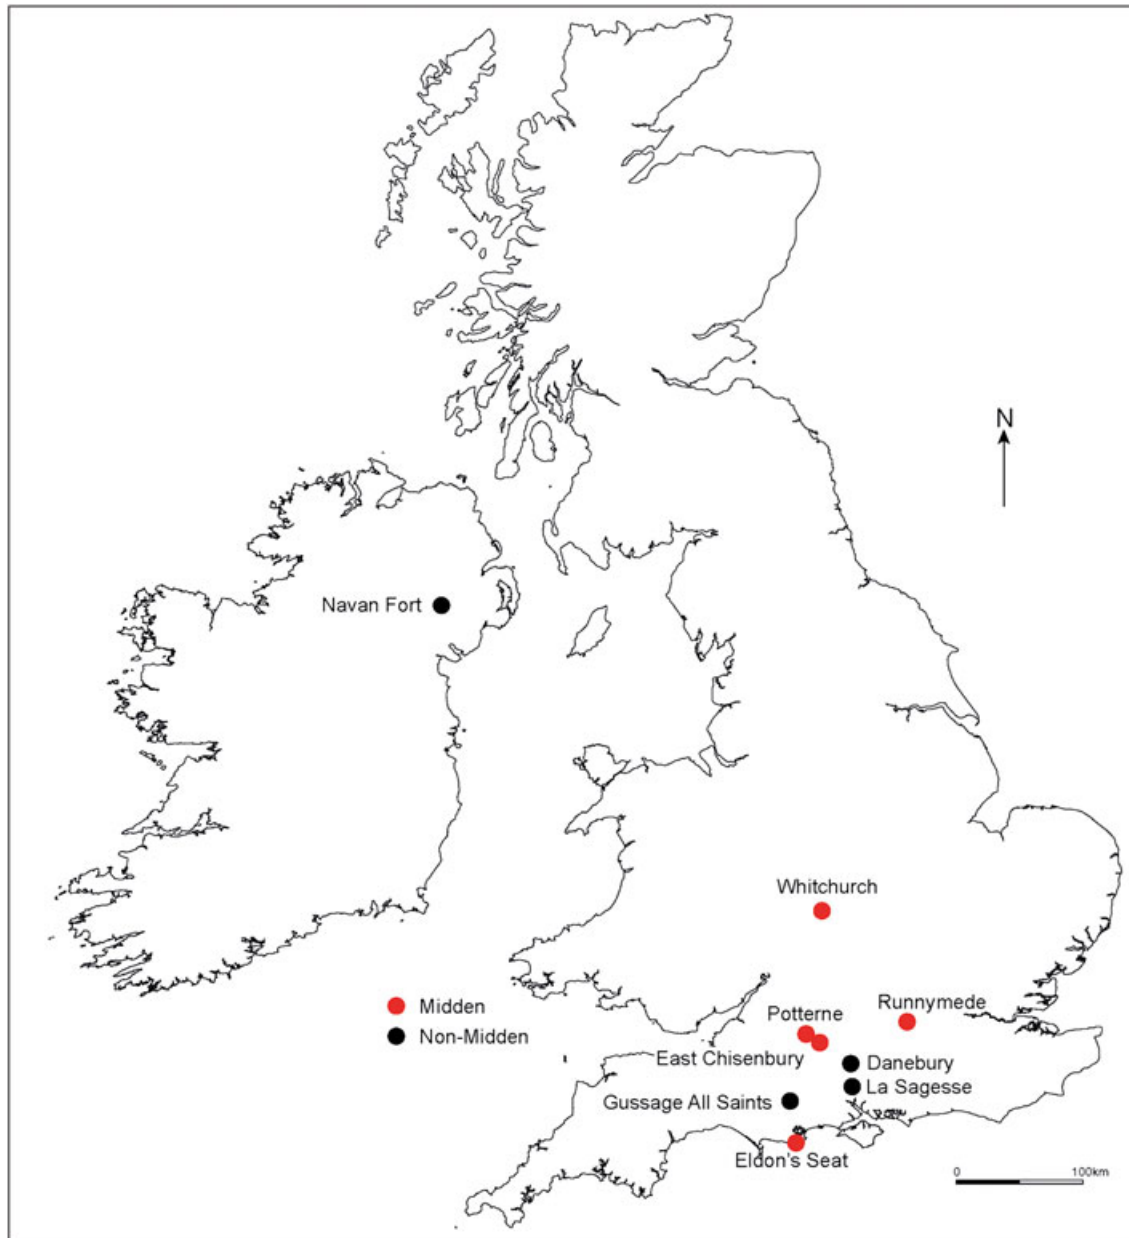 N
Navan Fort
Whitchurch
Midden
Non-Midden
Runnymede
Potterne
East Chisenbury
Danebury
La Sagesse
Gussage All Saints
Eldon's Seat
0 100km